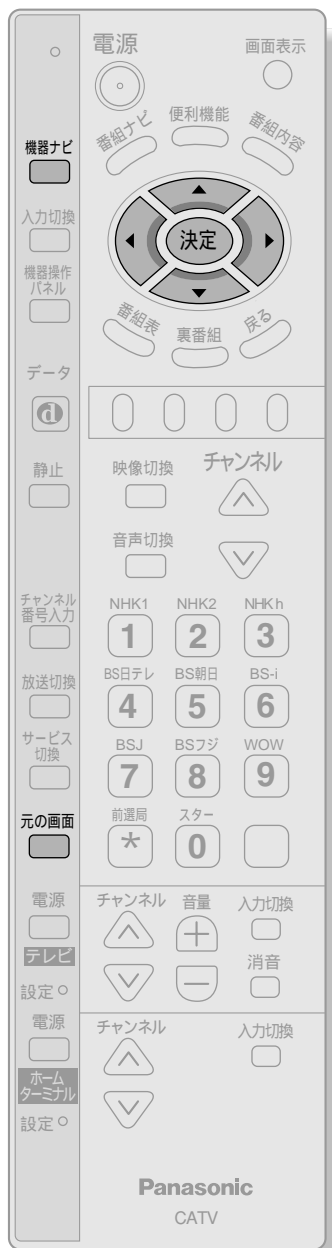 電源
画面表示
機器ナビ
番組ナビ
便利機能
番組内容
入力切換
決定
機器操作
パネル
番組表
裏番組
戻る
データ
d
静止
映像切換
チャンネル
音声切換
チャンネル
番号入力
NHK1
NHK2
NHKh
1
2
3
放送切換
BS日テレ
BS朝日
BS-i
4
5
6
サービス
切換
BSJ
BSフジ
WOW
7
8
9
元の画面
前選局
スター
*
0
電源
チャンネル
音量
入力切換
テレビ
消音
設定
電源
チャンネル
入力切換
ホーム
ターミナル
設定
Panasonic
CATV